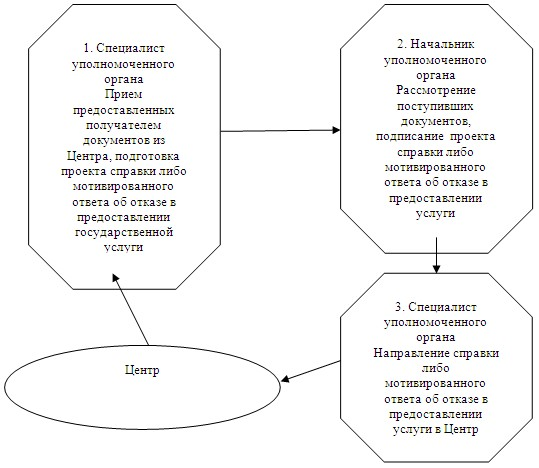 1. Специалист
уполномоченного
органа
Прием
предоставленных
получателем
документов из
Центра, подготовка
проекта справки либо
мотивированного
ответа об отказе в
предоставлении
государственной
услуги
2. Начальник
уполномоченного
органа
Рассмотрение
поступивших
документов,
подписание проекта
справки либо
мотивированного
ответа об отказе в
предоставлении
услуги
3. Специалист
уполномоченного
органа
Направление справки
либо
мотивированного
ответа об отказе в
предоставлении
услуги в Центр
Центр